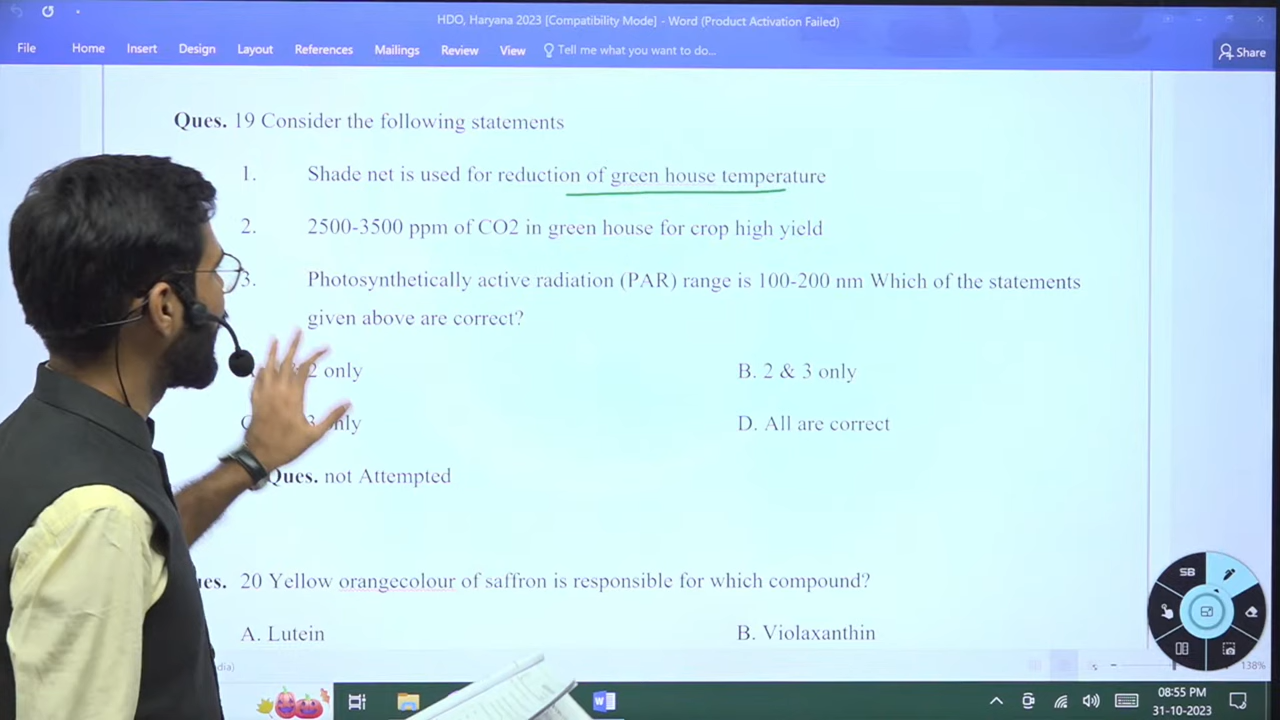 HDO, Haryana 2023 [Compatibility Mode] - Word (Product Activation Failed)
File Home Insert Design Layout References Mailings Review View Tell me what you want to do... Share
Ques. 19 Consider the following statements
1. Shade net is used for reduction of green house temperature
2. 2500-3500 ppm of CO2 in green house for crop high yield
3. Photosynthetically active radiation (PAR) range is 100-200 nm Which of the statements
given above are correct?
2 only B. 2 & 3 only
D. All are correct
Ques. not Attempted
20 Yellow orangecolour of saffron is responsible for which compound?
A. Lutein B. Violaxanthin
SB
138%
08:55 PM
31-10-2023